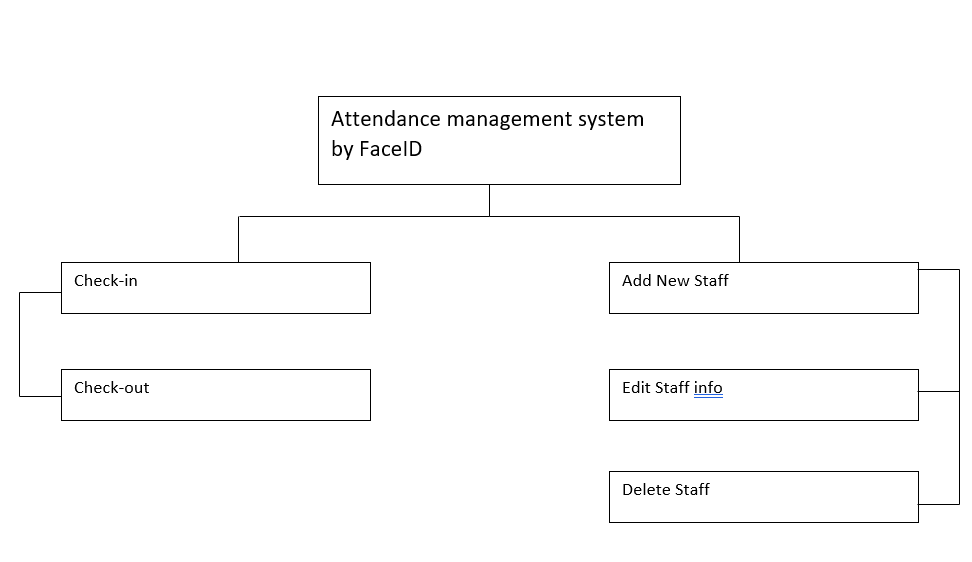 Attendance management system
by FaceID
Check-in
Add New Staff
Check-out
Edit Staff info
Delete Staff